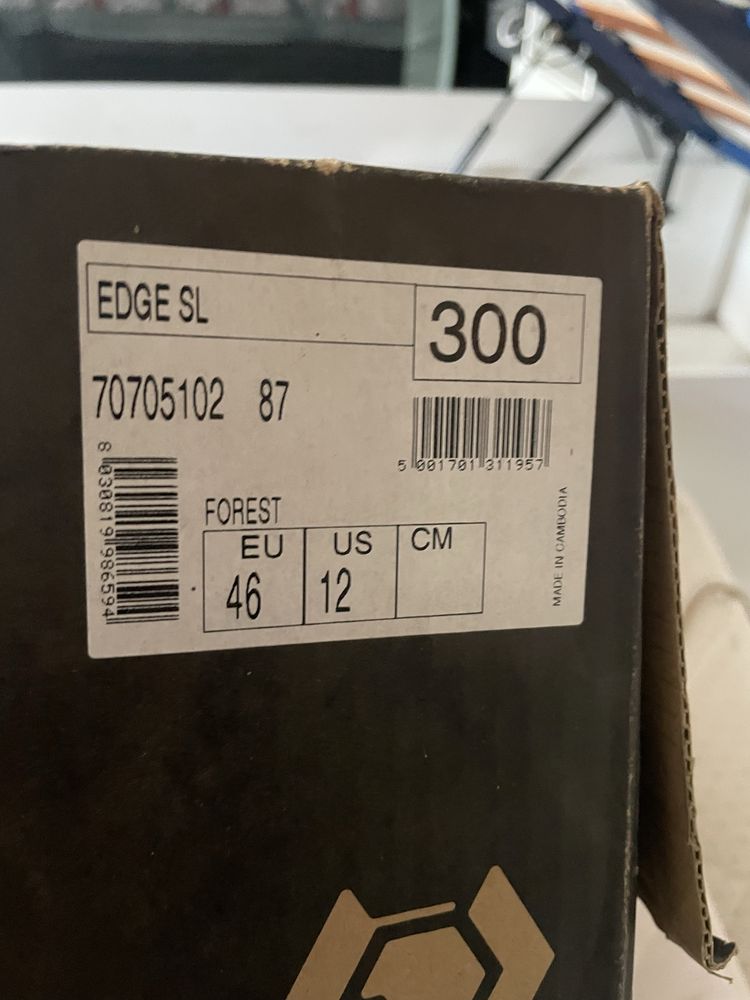 EDGE SL
300
70705102 87
5 001701 311957
8 030819 986594
FOREST
EU US CM
46 12
MADE IN CAMBODIA